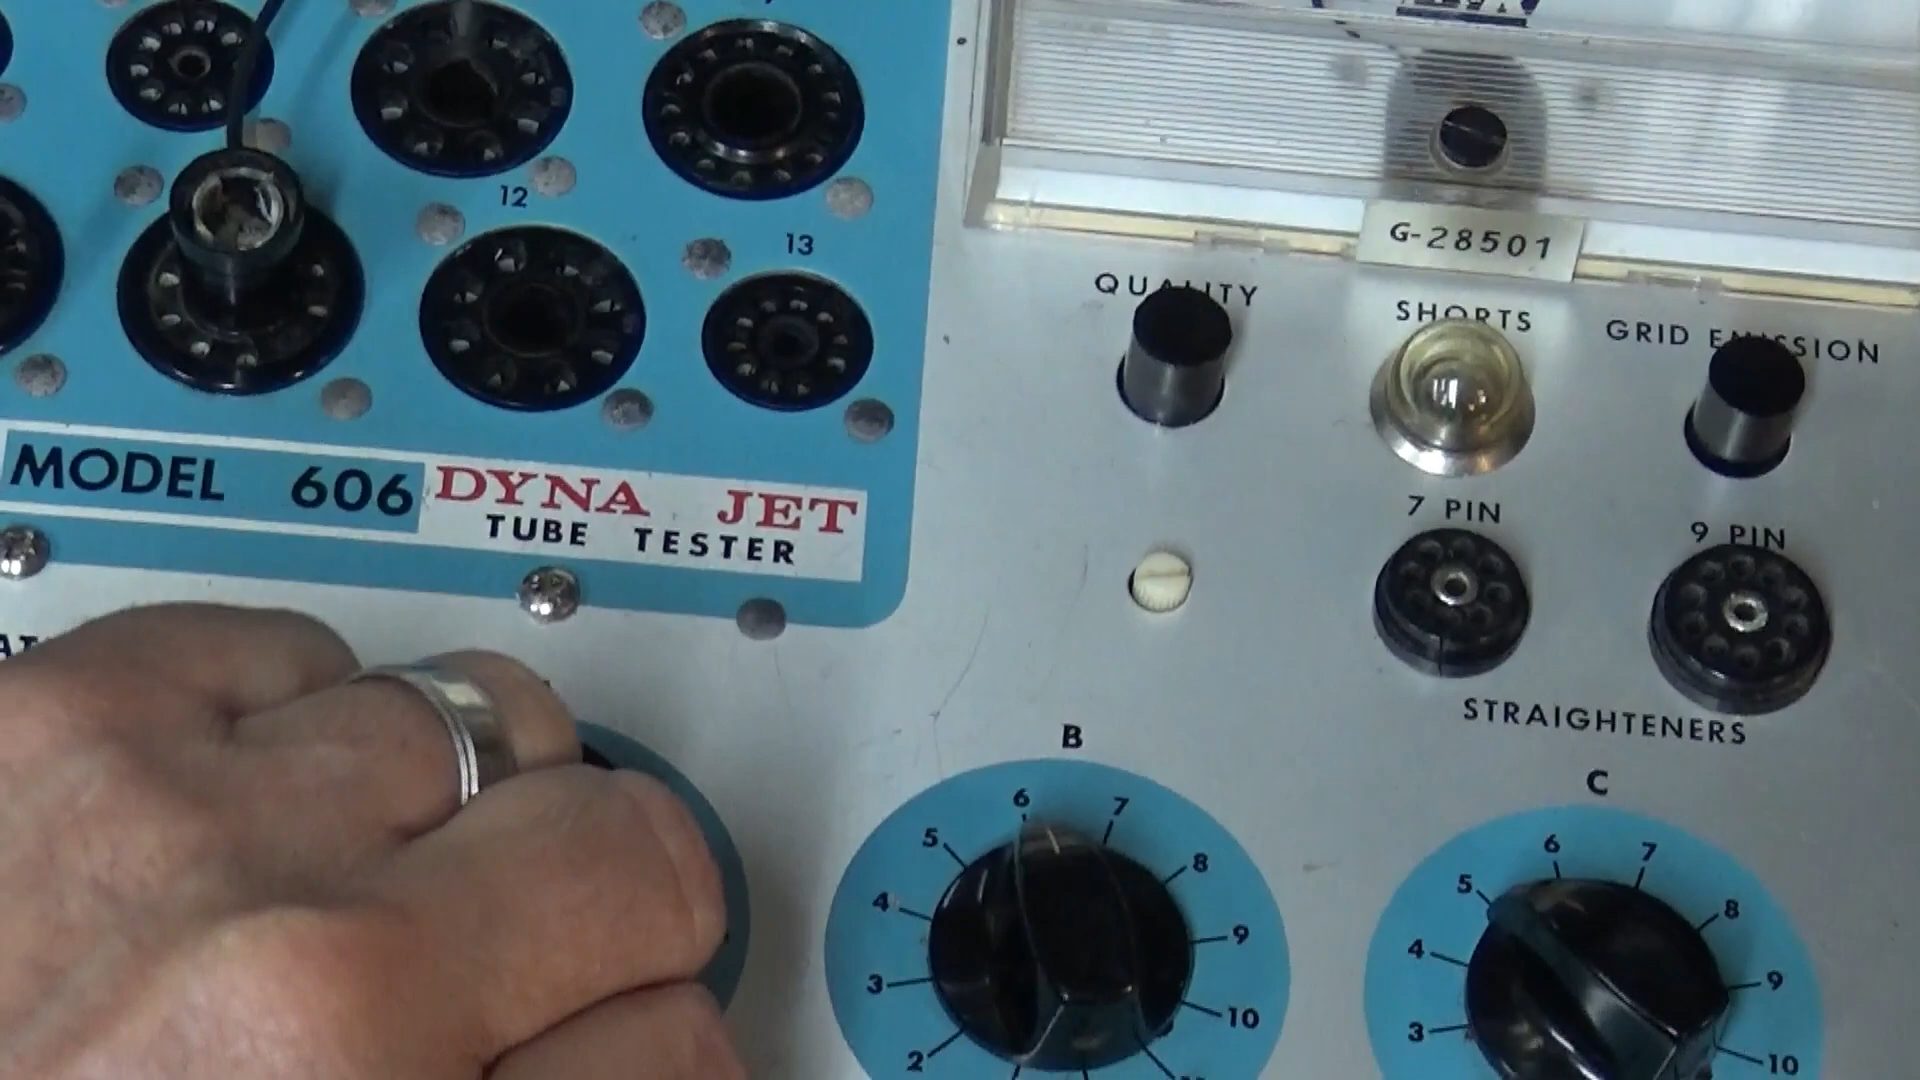 12
13
G-28501
QUALITY
SHORTS
GRID EMISSION
MODEL 606
DYNA JET
TUBE TESTER
7 PIN
9 PIN
STRAIGHTENERS
B
2
3
4
5
6
7
8
9
10
C
3
4
5
6
7
8
9
10